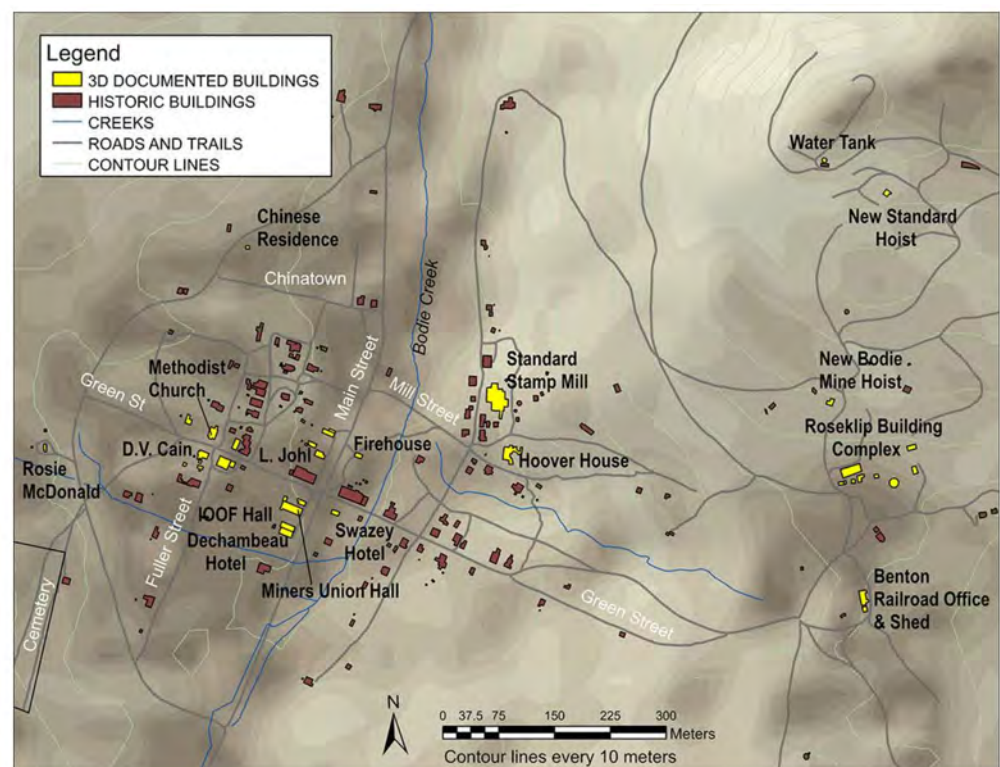 Legend
3D DOCUMENTED BUILDINGS
HISTORIC BUILDINGS
CREEKS
ROADS AND TRAILS
CONTOUR LINES
Water Tank
New Standard
Hoist
Chinese
Residence
Chinatown
Bodie Creek
Main Street
Methodist
Church
Green St
Mill Street
Standard
Stamp Mill
New Bodie
Mine Hoist
Roseklip Building
Complex
D.V. Cain
L. Johl
Firehouse
Hoover House
Rosie
McDonald
Fuller Street
IOOF Hall
Dechambeau
Hotel
Swazey
Hotel
Miners Union Hall
Cemetery
Green Street
Benton
Railroad Office
& Shed
N
0 37.5 75 150 225 300
Meters
Contour lines every 10 meters